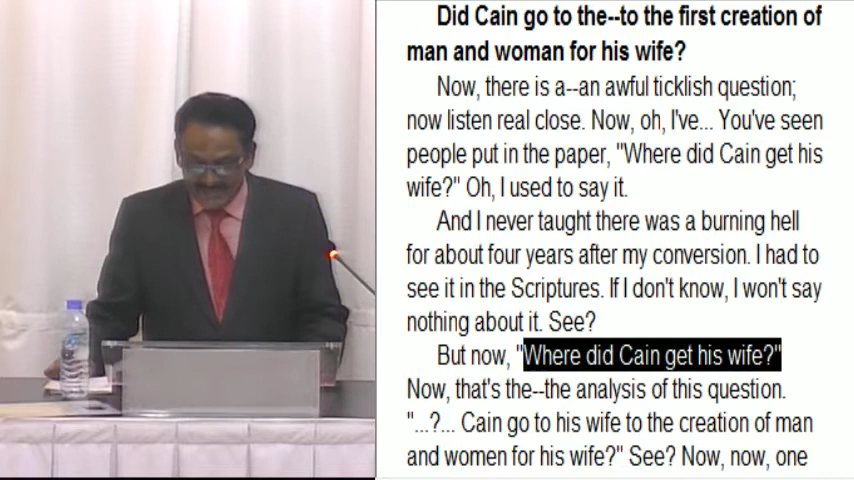 Did Cain go to the--to the first creation of
man and woman for his wife?
Now, there is a--an awful ticklish question;
now listen real close. Now, oh, I've... You've seen
people put in the paper, "Where did Cain get his
wife?" Oh, I used to say it.
And I never taught there was a burning hell
for about four years after my conversion. I had to
see it in the Scriptures. If I don't know, I won't say
nothing about it. See?
But now, "Where did Cain get his wife?"
Now, that's the--the analysis of this question.
"...?... Cain go to his wife to the creation of man
and women for his wife?" See? Now, now, one